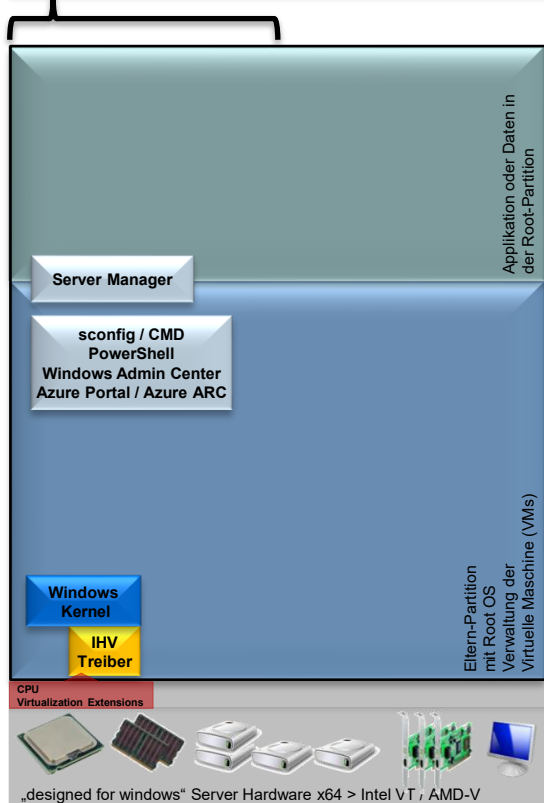 Applikation oder Daten in
der Root-Partition
Server Manager
sconfig / CMD
PowerShell
Windows Admin Center
Azure Portal / Azure ARC
Eltern-Partition
mit Root OS
Verwaltung der
Virtuelle Maschine (VMs)
Windows
Kernel
IHV
Treiber
CPU
Virtualization Extensions
„designed for windows“ Server Hardware x64 > Intel VT / AMD-V